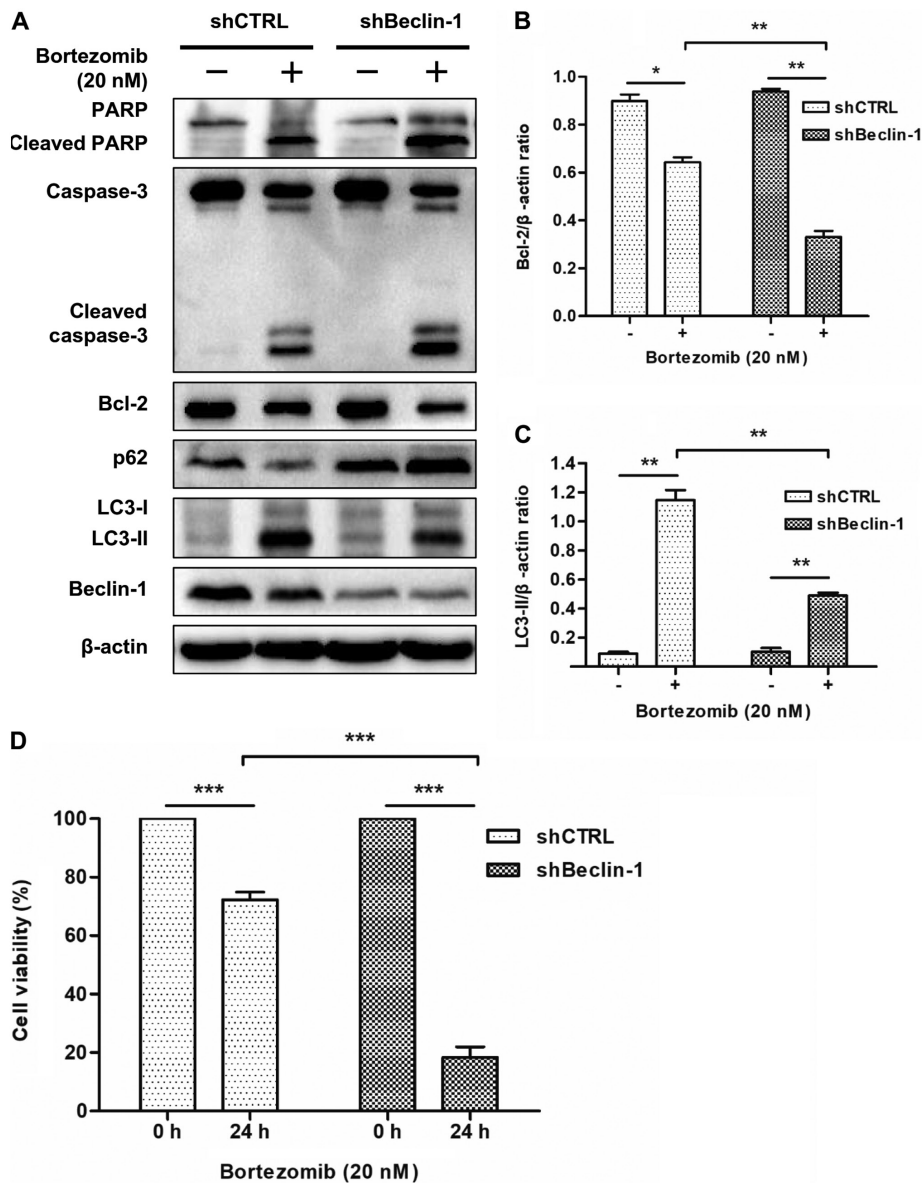 A
shCTRL shBeclin-1
Bortezomib
(20 nM)
− + − +
PARP
Cleaved PARP
Caspase-3
Cleaved
caspase-3
Bcl-2
p62
LC3-I
LC3-II
Beclin-1
β-actin
B
**
* **
1.0
0.8
0.6
0.4
0.2
0.0
Bcl-2/β -actin ratio
shCTRL
shBeclin-1
- + - +
Bortezomib (20 nM)
C
**
**
**
1.4
1.2
1.0
0.8
0.6
0.4
0.2
LC3-II/β -actin ratio
shCTRL
shBeclin-1
- + - +
Bortezomib (20 nM)
D
***
*** ***
100
80
60
40
20
0
Cell viability (%)
shCTRL
shBeclin-1
0 h 24 h 0 h 24 h
Bortezomib (20 nM)